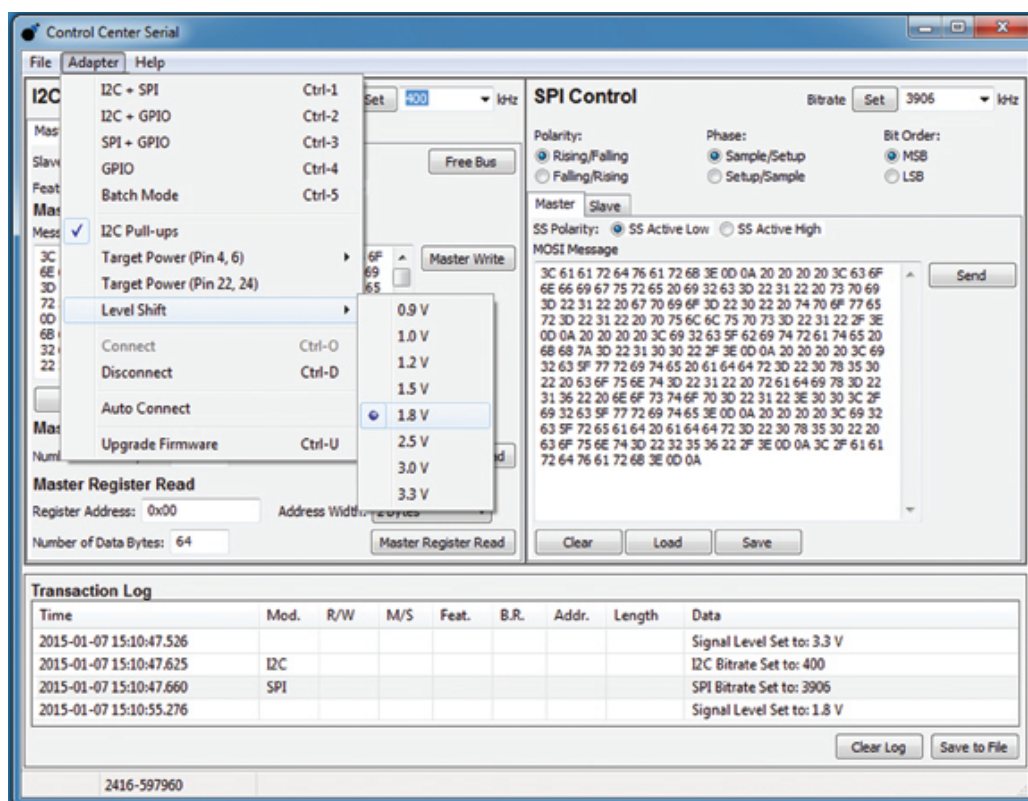 Control Center Serial
File Adapter Help
I2C
Set 400 kHz
Mas
Slav
Free Bus
Feat
Mas
Mess
3C
6E
3D
72
0D
68
32
22
6F
69
65
Master Write
I2C + SPI Ctrl-1
I2C + GPIO Ctrl-2
SPI + GPIO Ctrl-3
GPIO Ctrl-4
Batch Mode Ctrl-5
I2C Pull-ups
Target Power (Pin 4, 6)
Target Power (Pin 22, 24)
Level Shift
Connect Ctrl-O
Disconnect Ctrl-D
Auto Connect
Upgrade Firmware Ctrl-U
0.9 V
1.0 V
1.2 V
1.5 V
1.8 V
2.5 V
3.0 V
3.3 V
Mas
Num
Master Register Read
Register Address: 0x00 Address Width: 2 Bytes
Number of Data Bytes: 64 Master Register Read
SPI Control
Bitrate Set 3906 kHz
Polarity: Phase: Bit Order:
Rising/Falling Sample/Setup MSB
Falling/Rising Setup/Sample LSB
Master Slave
SS Polarity: SS Active Low SS Active High
MOSI Message
3C 61 61 72 64 76 61 72 6B 3E 0D 0A 20 20 20 20 3C 63 6F
6E 66 69 67 75 72 65 20 69 32 63 3D 22 31 22 20 73 70 69
3D 22 31 22 20 67 70 69 6F 3D 22 30 22 20 74 70 6F 77 65
72 3D 22 31 22 20 70 75 6C 6C 75 70 73 3D 22 31 22 2F 3E
0D 0A 20 20 20 20 3C 69 32 63 5F 62 69 74 72 61 74 65 20
6B 68 7A 3D 22 31 30 30 22 2F 3E 0D 0A 20 20 20 20 3C 69
32 63 5F 77 72 69 74 65 20 61 64 64 72 3D 22 30 78 35 30
22 20 63 6F 75 6E 74 3D 22 31 22 20 72 61 64 69 78 3D 22
31 36 22 20 6E 6F 73 74 6F 70 3D 22 31 22 3E 30 30 3C 2F
69 32 63 5F 77 72 69 74 65 3E 0D 0A 20 20 20 20 3C 69 32
63 5F 72 65 61 64 20 61 64 64 72 3D 22 30 78 35 30 22 20
63 6F 75 6E 74 3D 22 32 35 36 22 2F 3E 0D 0A 3C 2F 61 61
72 64 76 61 72 6B 3E 0D 0A
Send
Clear Load Save
Transaction Log
Time Mod. R/W M/S Feat. B.R. Addr. Length Data
2015-01-07 15:10:47.526 Signal Level Set to: 3.3 V
2015-01-07 15:10:47.625 I2C I2C Bitrate Set to: 400
2015-01-07 15:10:47.660 SPI SPI Bitrate Set to: 3906
2015-01-07 15:10:55.276 Signal Level Set to: 1.8 V
Clear Log Save to File
2416-597960